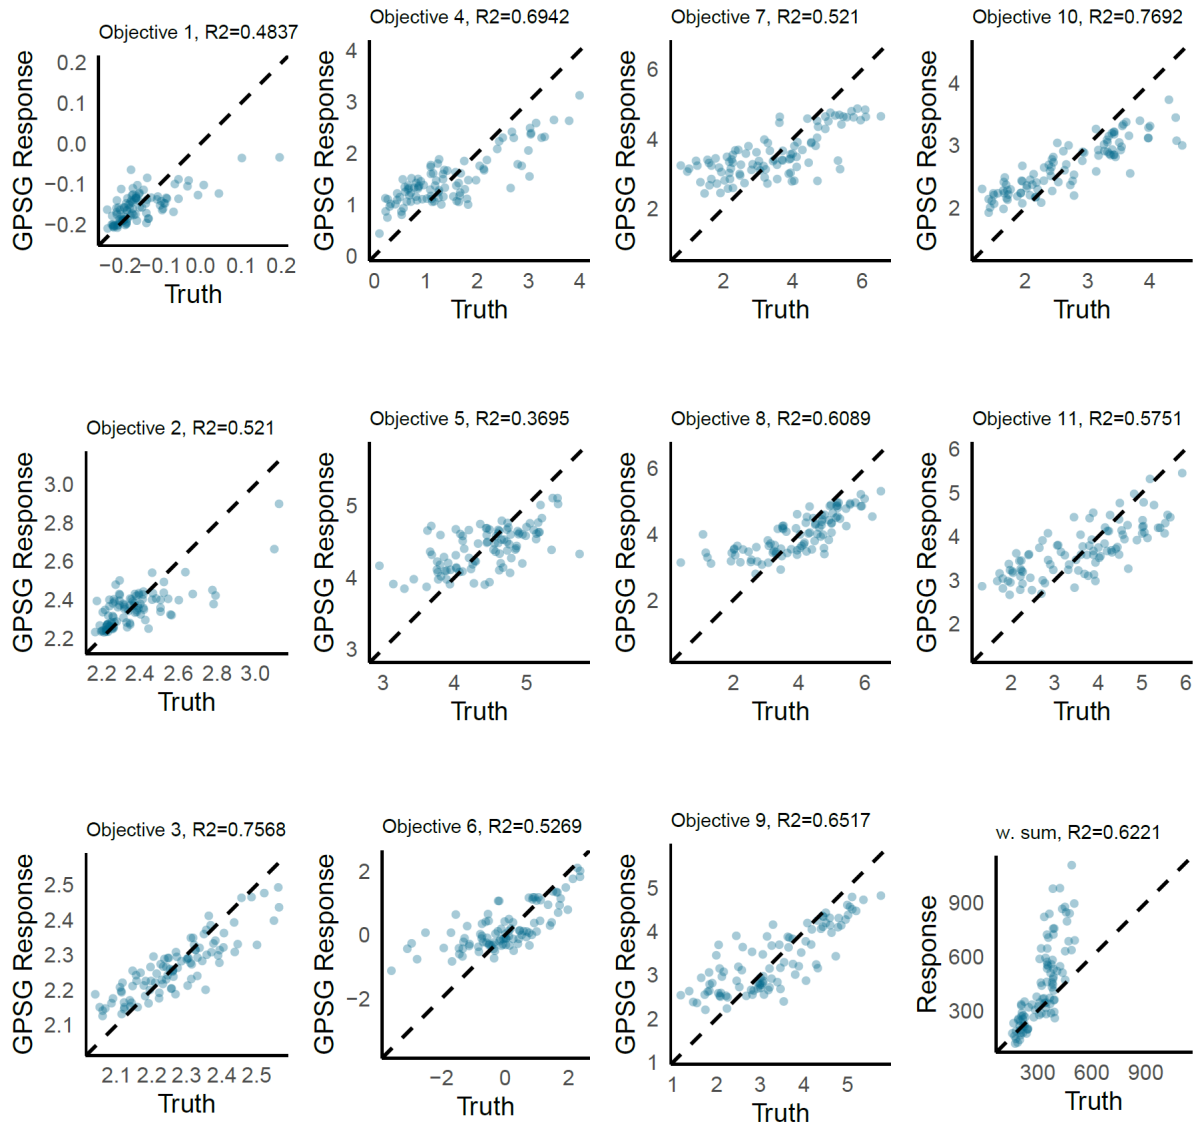 Objective 1, R2=0.4837
GPSG Response
0.2
0.1
0.0
−0.1
−0.2
−0.2 −0.1 0.0 0.1 0.2
Truth
Objective 4, R2=0.6942
GPSG Response
4
3
2
1
0
0 1 2 3 4
Truth
Objective 7, R2=0.521
GPSG Response
6
4
2
2 4 6
Truth
Objective 10, R2=0.7692
GPSG Response
4
3
2
2 3 4
Truth
Objective 2, R2=0.521
GPSG Response
3.0
2.8
2.6
2.4
2.2
2.2 2.4 2.6 2.8 3.0
Truth
Objective 5, R2=0.3695
GPSG Response
5
4
3
3 4 5
Truth
Objective 8, R2=0.6089
GPSG Response
6
4
2
2 4 6
Truth
Objective 11, R2=0.5751
GPSG Response
6
5
4
3
2
2 3 4 5 6
Truth
Objective 3, R2=0.7568
GPSG Response
2.5
2.4
2.3
2.2
2.1
2.1 2.2 2.3 2.4 2.5
Truth
Objective 6, R2=0.5269
GPSG Response
2
0
−2
−2 0 2
Truth
Objective 9, R2=0.6517
GPSG Response
5
4
3
2
1
1 2 3 4 5
Truth
w. sum, R2=0.6221
Response
900
600
300
300 600 900
Truth